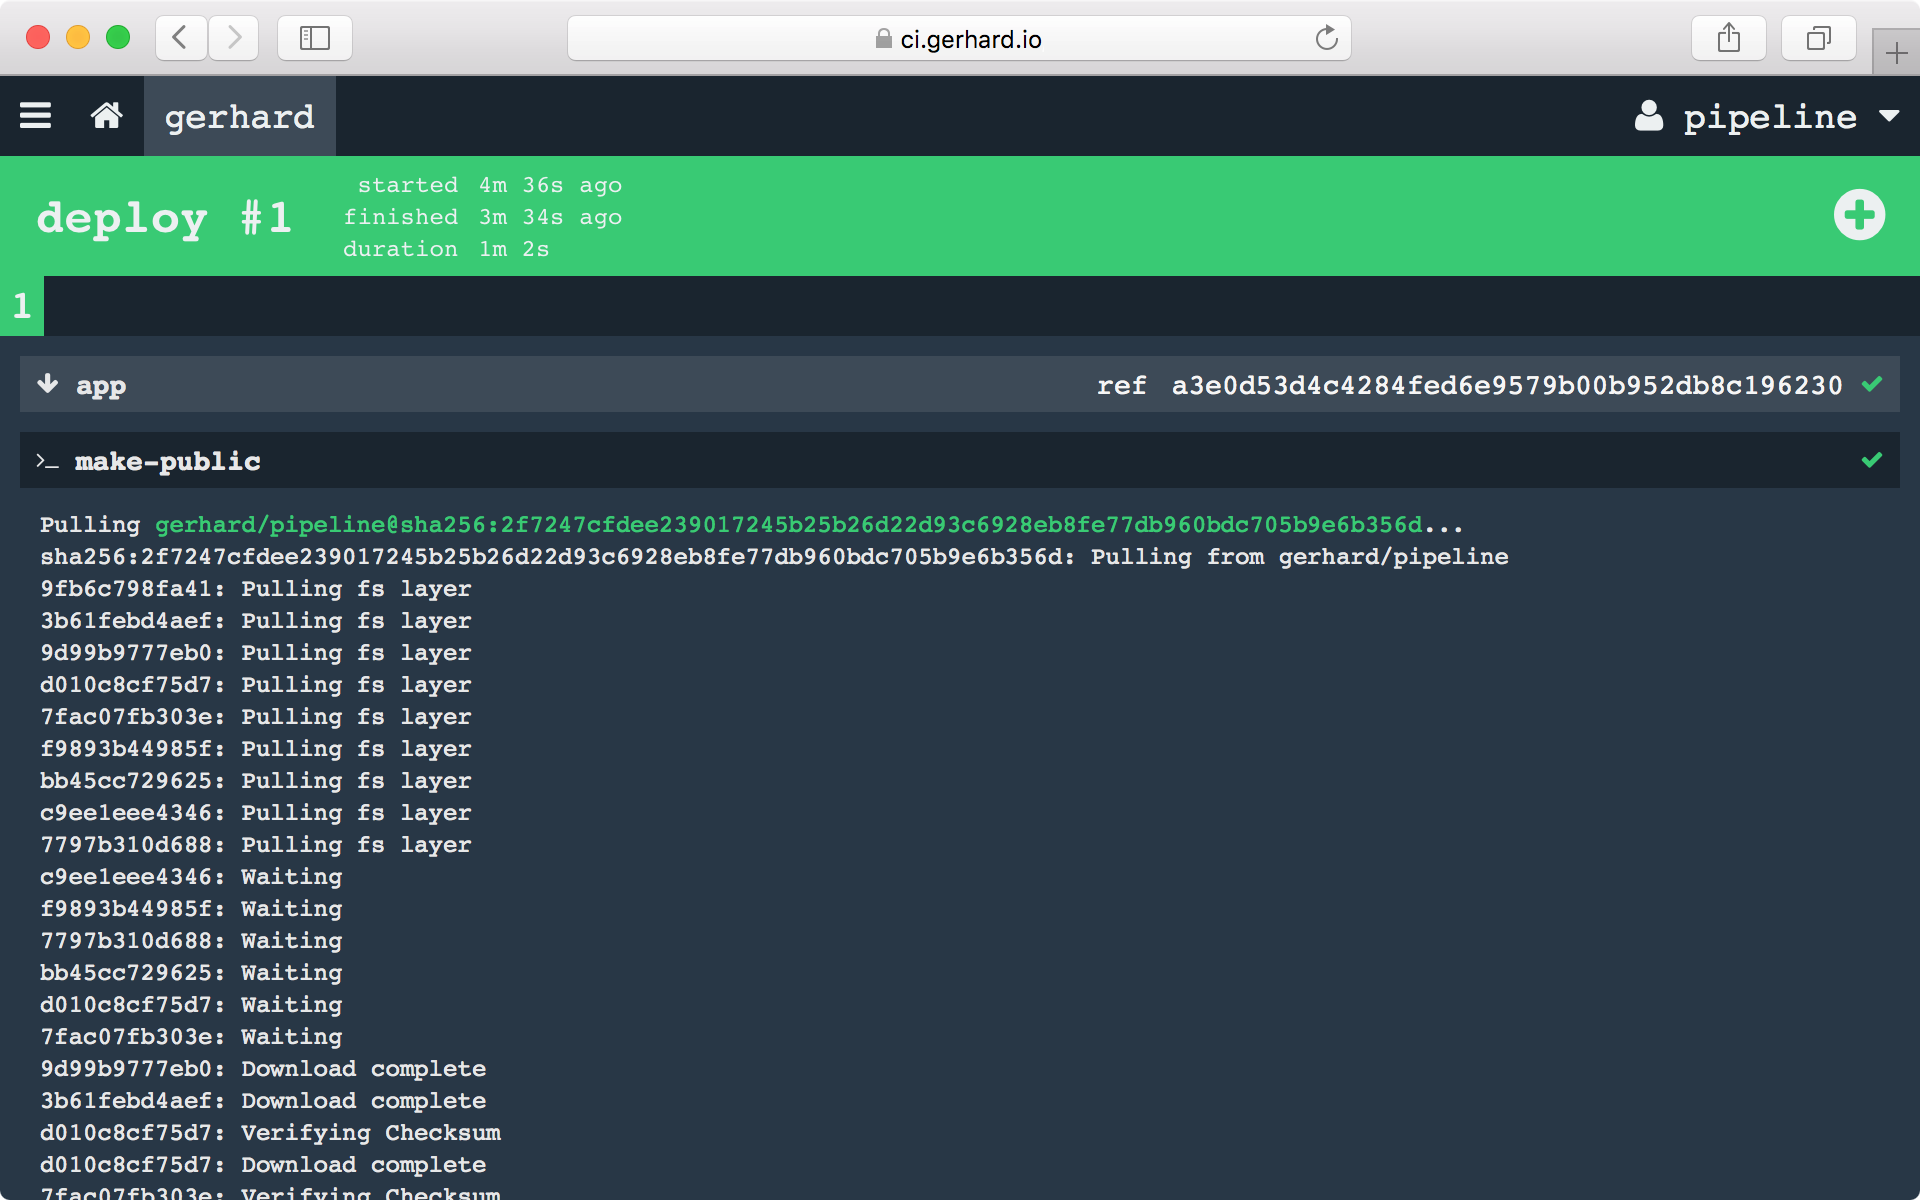 ci.gerhard.io
gerhard
pipeline
deploy #1
started 4m 36s ago
finished 3m 34s ago
duration 1m 2s
1
app ref a3e0d53d4c4284fed6e9579b00b952db8c196230
>_ make-public
Pulling gerhard/pipeline@sha256:2f7247cfdee239017245b25b26d22d93c6928eb8fe77db960bdc705b9e6b356d...
sha256:2f7247cfdee239017245b25b26d22d93c6928eb8fe77db960bdc705b9e6b356d: Pulling from gerhard/pipeline
9fb6c798fa41: Pulling fs layer
3b61febd4aef: Pulling fs layer
9d99b9777eb0: Pulling fs layer
d010c8cf75d7: Pulling fs layer
7fac07fb303e: Pulling fs layer
f9893b44985f: Pulling fs layer
bb45cc729625: Pulling fs layer
c9ee1eee4346: Pulling fs layer
7797b310d688: Pulling fs layer
c9ee1eee4346: Waiting
f9893b44985f: Waiting
7797b310d688: Waiting
bb45cc729625: Waiting
d010c8cf75d7: Waiting
7fac07fb303e: Waiting
9d99b9777eb0: Download complete
3b61febd4aef: Download complete
d010c8cf75d7: Verifying Checksum
d010c8cf75d7: Download complete
7fac07fb303e: Verifying Checksum